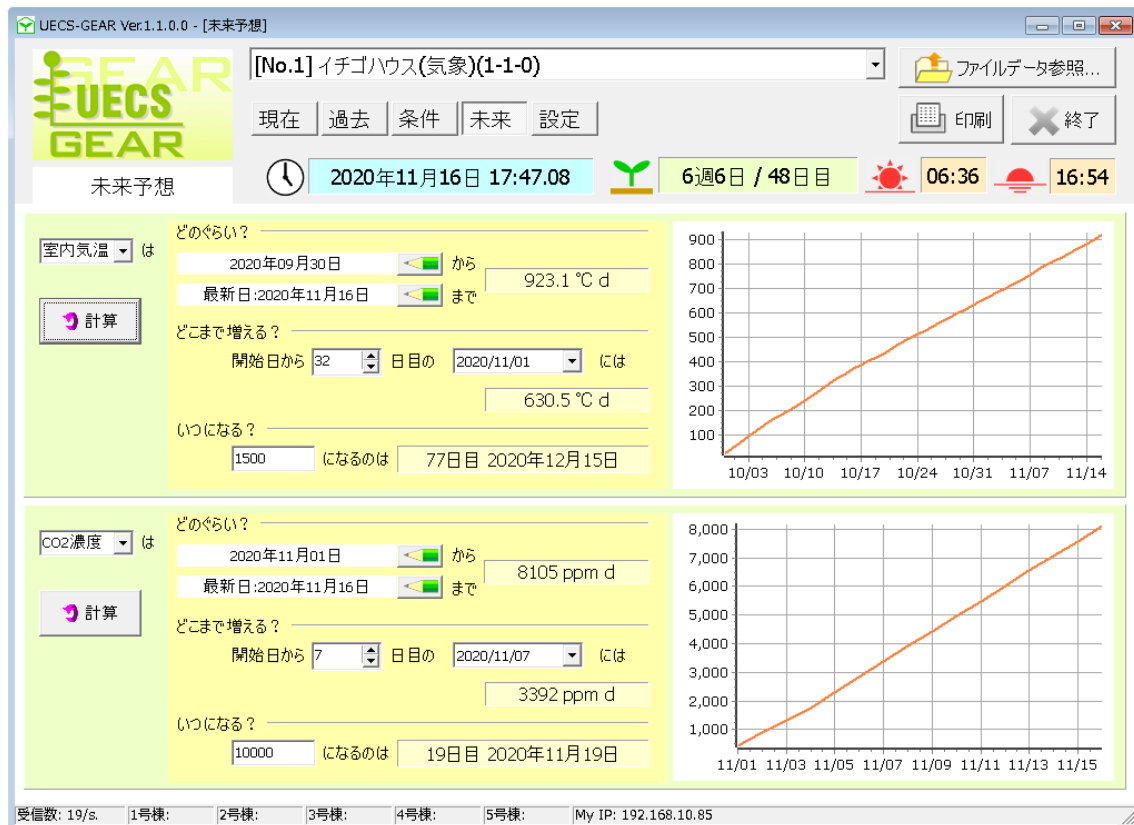 UECS-GEAR Ver.1.1.0.0 - [未来予想]
GEAR
UECS
GEAR
未来予想
[No.1] イチゴハウス(気象)(1-1-0)
ファイルデータ参照...
現在 過去 条件 未来 設定
印刷 終了
2020年11月16日 17:47.08
6週6日 / 48日目
06:36
16:54
室内気温 は
計算
どのぐらい?
2020年09月30日 から
923.1 ℃ d
最新日:2020年11月16日 まで
どこまで増える?
開始日から 32 日目の 2020/11/01 には
630.5 ℃ d
いつになる?
1500 になるのは 77日目 2020年12月15日
900
800
700
600
500
400
300
200
100
10/03 10/10 10/17 10/24 10/31 11/07 11/14
CO2濃度 は
計算
どのぐらい?
2020年11月01日 から
8105 ppm d
最新日:2020年11月16日 まで
どこまで増える?
開始日から 7 日目の 2020/11/07 には
3392 ppm d
いつになる?
10000 になるのは 19日目 2020年11月19日
8,000
7,000
6,000
5,000
4,000
3,000
2,000
1,000
11/01 11/03 11/05 11/07 11/09 11/11 11/13 11/15
受信数: 19/s. 1号棟: 2号棟: 3号棟: 4号棟: 5号棟: My IP: 192.168.10.85